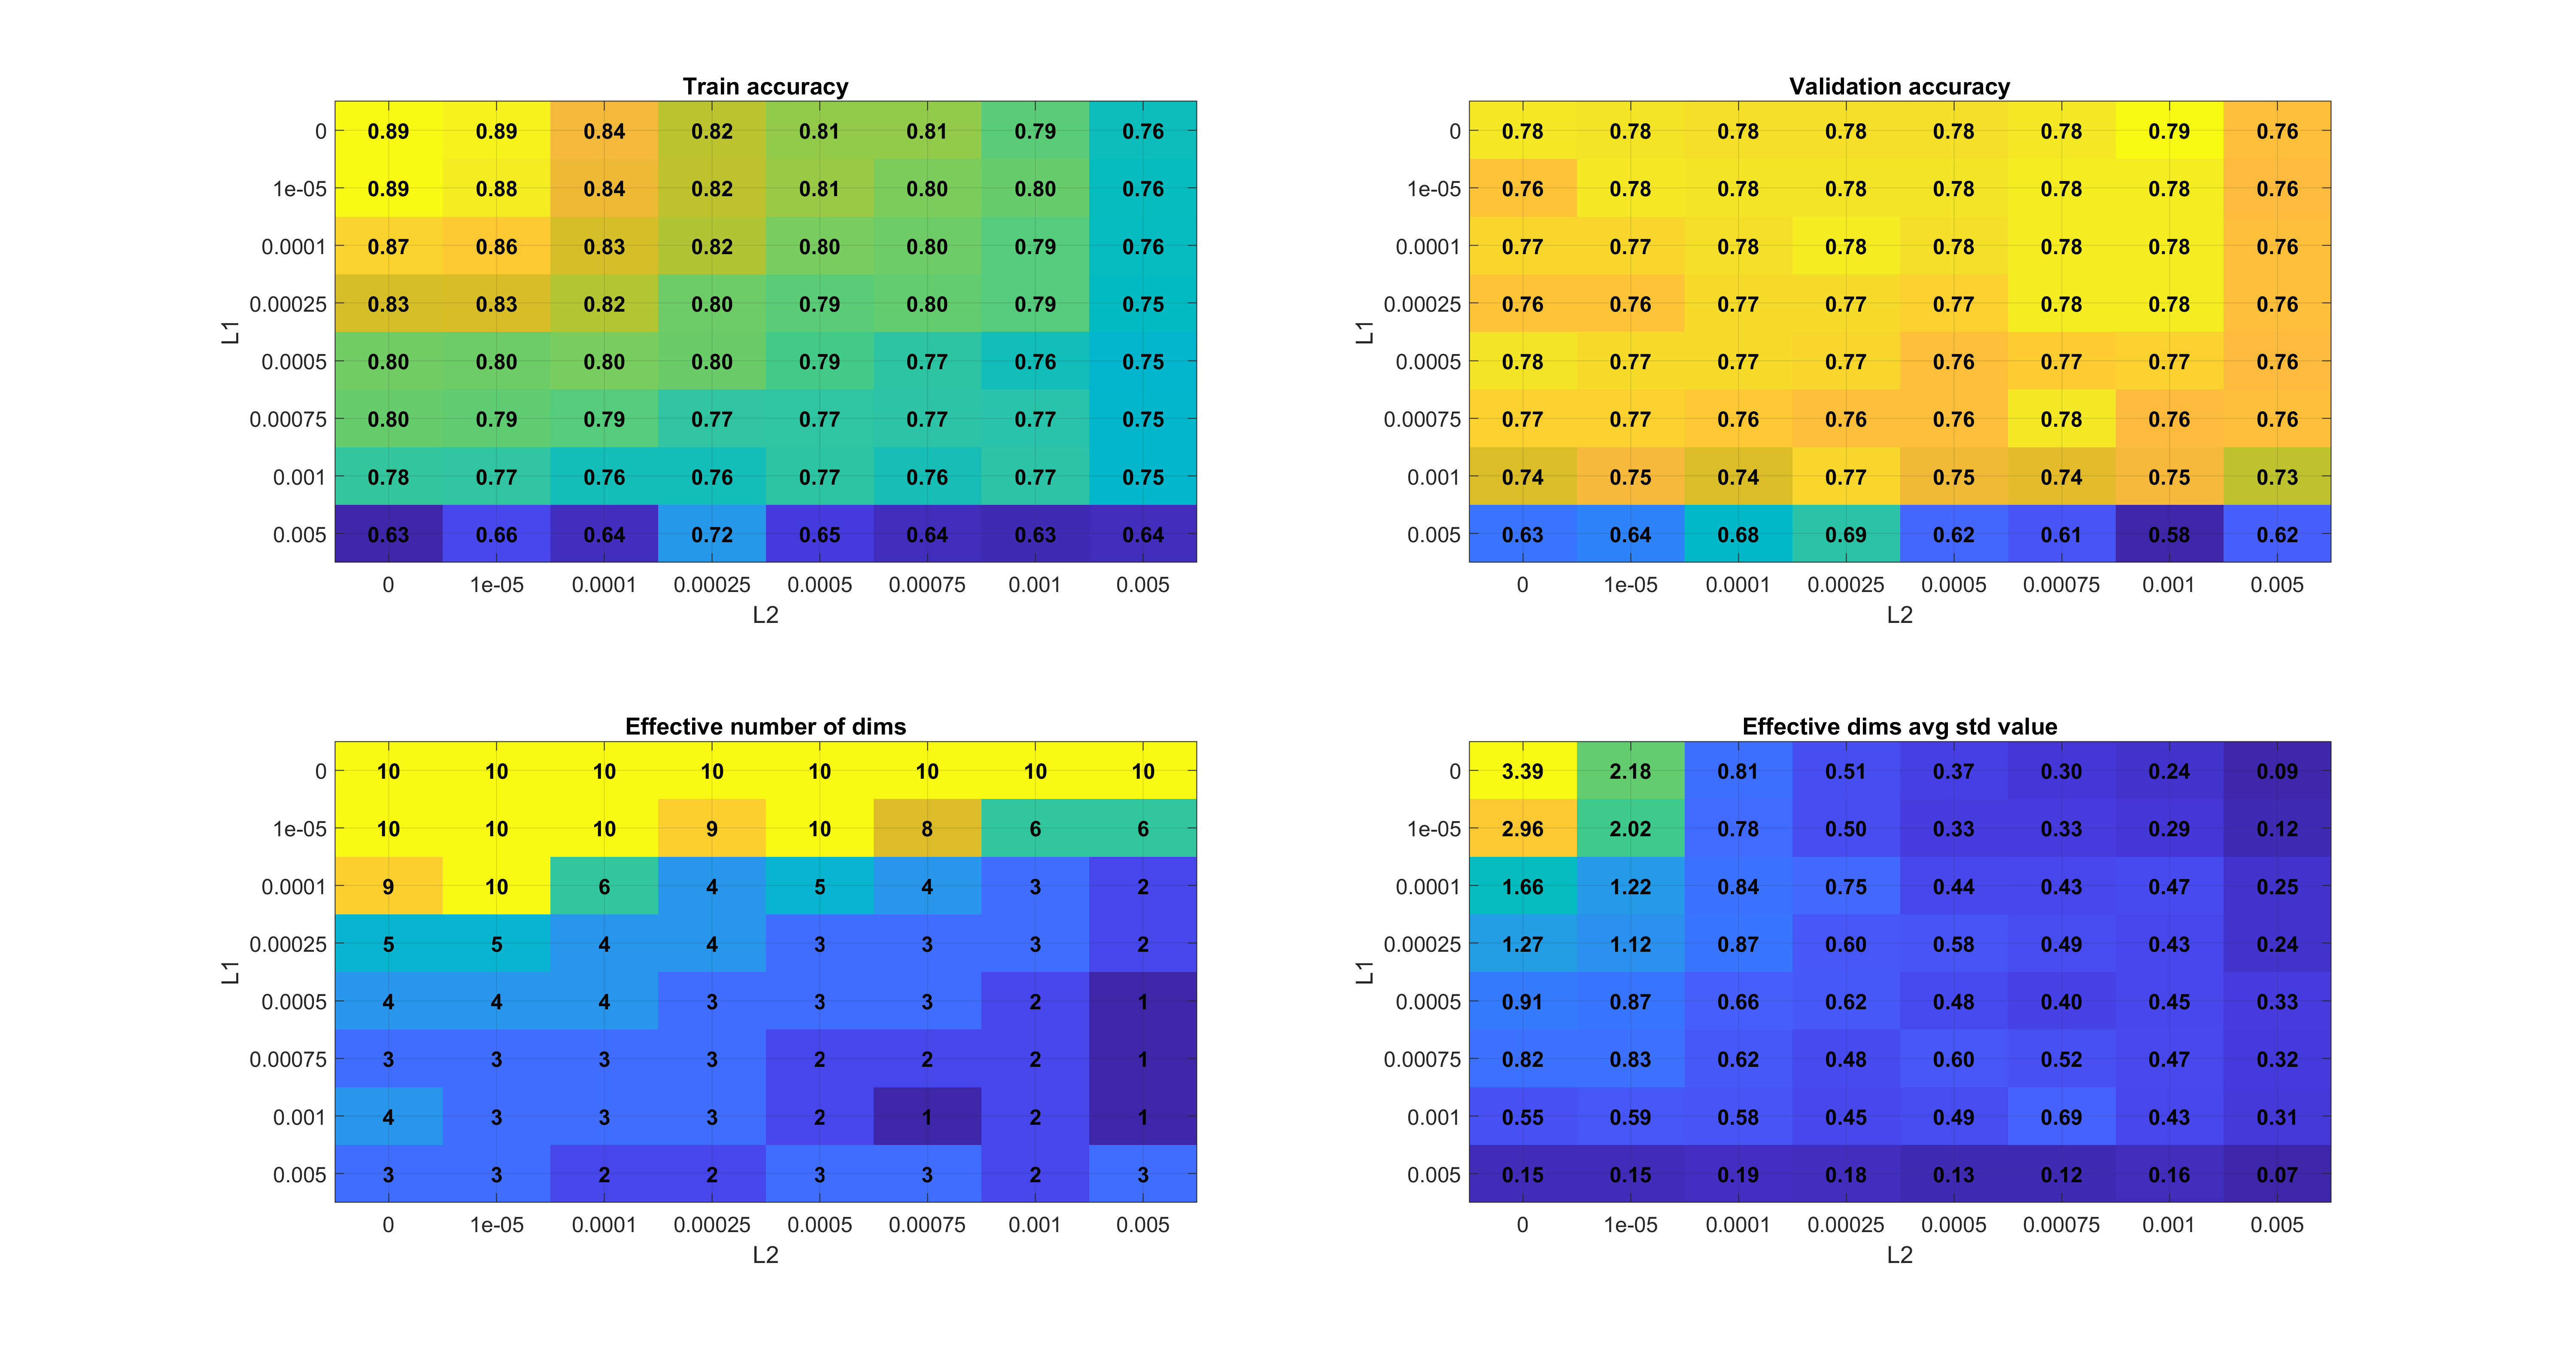 Train accuracy
0 0.89 0.89 0.84 0.82 0.81 0.81 0.79 0.76
1e-05 0.89 0.88 0.84 0.82 0.81 0.80 0.80 0.76
0.0001 0.87 0.86 0.83 0.82 0.80 0.80 0.79 0.76
0.00025 0.83 0.83 0.82 0.80 0.79 0.80 0.79 0.75
L1
0.0005 0.80 0.80 0.80 0.80 0.79 0.77 0.76 0.75
0.00075 0.80 0.79 0.79 0.77 0.77 0.77 0.77 0.75
0.001 0.78 0.77 0.76 0.76 0.77 0.76 0.77 0.75
0.005 0.63 0.66 0.64 0.72 0.65 0.64 0.63 0.64
0 1e-05 0.0001 0.00025 0.0005 0.00075 0.001 0.005
L2
Validation accuracy
0 0.78 0.78 0.78 0.78 0.78 0.78 0.79 0.76
1e-05 0.76 0.78 0.78 0.78 0.78 0.78 0.78 0.76
0.0001 0.77 0.77 0.78 0.78 0.78 0.78 0.78 0.76
0.00025 0.76 0.76 0.77 0.77 0.77 0.78 0.78 0.76
L1
0.0005 0.78 0.77 0.77 0.77 0.76 0.77 0.77 0.76
0.00075 0.77 0.77 0.76 0.76 0.76 0.78 0.76 0.76
0.001 0.74 0.75 0.74 0.77 0.75 0.74 0.75 0.73
0.005 0.63 0.64 0.68 0.69 0.62 0.61 0.58 0.62
0 1e-05 0.0001 0.00025 0.0005 0.00075 0.001 0.005
L2
Effective number of dims
0 10 10 10 10 10 10 10 10
1e-05 10 10 10 9 10 8 6 6
0.0001 9 10 6 4 5 4 3 2
0.00025 5 5 4 4 3 3 3 2
L1
0.0005 4 4 4 3 3 3 2 1
0.00075 3 3 3 3 2 2 2 1
0.001 4 3 3 3 2 1 2 1
0.005 3 3 2 2 3 3 2 3
0 1e-05 0.0001 0.00025 0.0005 0.00075 0.001 0.005
L2
Effective dims avg std value
0 3.39 2.18 0.81 0.51 0.37 0.30 0.24 0.09
1e-05 2.96 2.02 0.78 0.50 0.33 0.33 0.29 0.12
0.0001 1.66 1.22 0.84 0.75 0.44 0.43 0.47 0.25
0.00025 1.27 1.12 0.87 0.60 0.58 0.49 0.43 0.24
L1
0.0005 0.91 0.87 0.66 0.62 0.48 0.40 0.45 0.33
0.00075 0.82 0.83 0.62 0.48 0.60 0.52 0.47 0.32
0.001 0.55 0.59 0.58 0.45 0.49 0.69 0.43 0.31
0.005 0.15 0.15 0.19 0.18 0.13 0.12 0.16 0.07
0 1e-05 0.0001 0.00025 0.0005 0.00075 0.001 0.005
L2